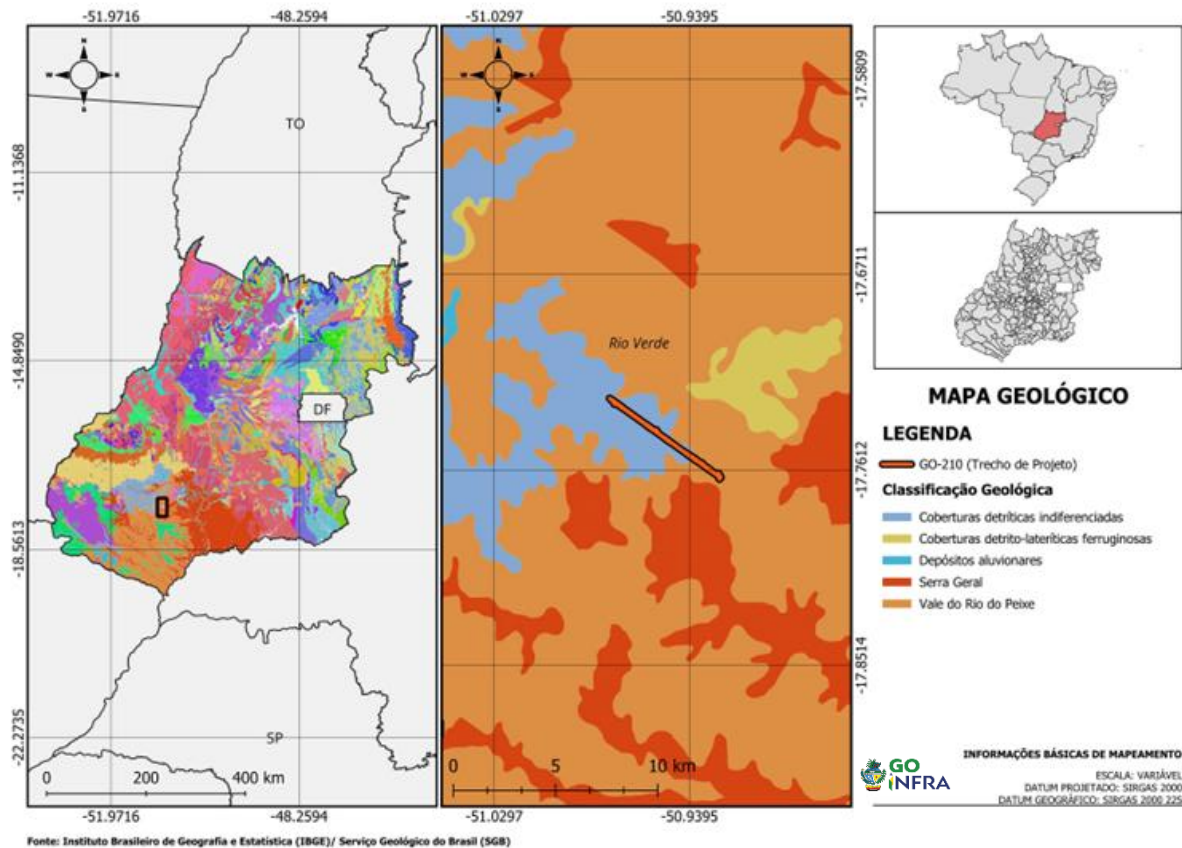 -51.9716
-48.2594
-51.0297
-50.9395
N
W
E
S
TO
DF
SP
-11.1368
-14.8490
-18.5613
-22.2735
0
200
400 km
-51.9716
-48.2594
N
W
E
S
Rio Verde
-17.5809
-17.6711
-17.7612
-17.8514
0
5
10 km
-51.0297
-50.9395
MAPA GEOLÓGICO
LEGENDA
GO-210 (Trecho de Projeto)
Classificação Geológica
Coberturas detríticas indiferenciadas
Coberturas detrito-lateríticas ferruginosas
Depósitos aluvionares
Serra Geral
Vale do Rio do Peixe
GO
INFRA
INFORMAÇÕES BÁSICAS DE MAPEAMENTO
ESCALA: VARIÁVEL
DATUM PROJETADO: SIRGAS 2000
DATUM GEOGRÁFICO: SIRGAS 2000 22S
Fonte: Instituto Brasileiro de Geografia e Estatística (IBGE)/ Serviço Geológico do Brasil (SGB)